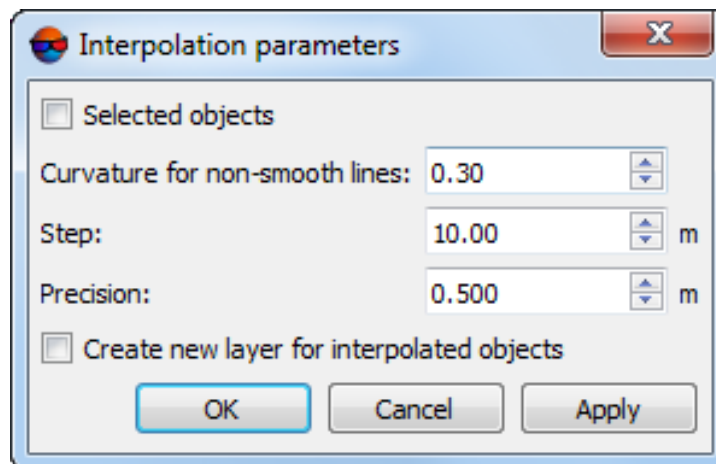 Interpolation parameters
Selected objects
Curvature for non-smooth lines: 0.30
Step: 10.00 m
Precision: 0.500 m
Create new layer for interpolated objects
OK Cancel Apply